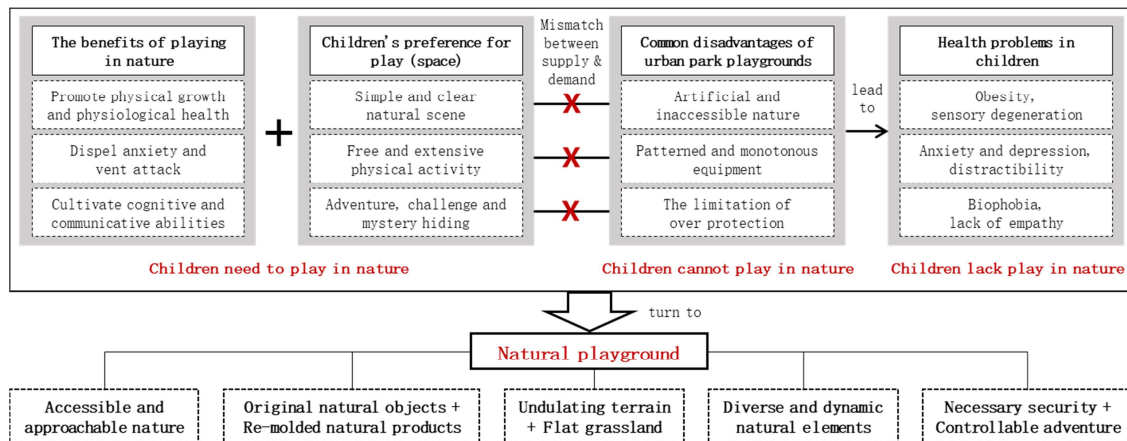 The benefits of playing
in nature
Promote physical growth
and physiological health
Dispel anxiety and
vent attack
Cultivate cognitive and
communicative abilities
+
Children's preference for
play (space)
Simple and clear
natural scene
Free and extensive
physical activity
Adventure, challenge and
mystery hiding
Children need to play in nature
Mismatch
between
supply &
demand
X
X
X
Common disadvantages of
urban park playgrounds
Artificial and
inaccessible nature
Patterned and monotonous
equipment
The limitation of
over protection
Children cannot play in nature
lead
to
Health problems in
children
Obesity,
sensory degeneration
Anxiety and depression,
distractibility
Biophobia,
lack of empathy
Children lack play in nature
turn to
Natural playground
Accessible and
approachable nature
Original natural objects +
Re-molded natural products
Undulating terrain
+ Flat grassland
Diverse and dynamic
natural elements
Necessary security +
Controllable adventure